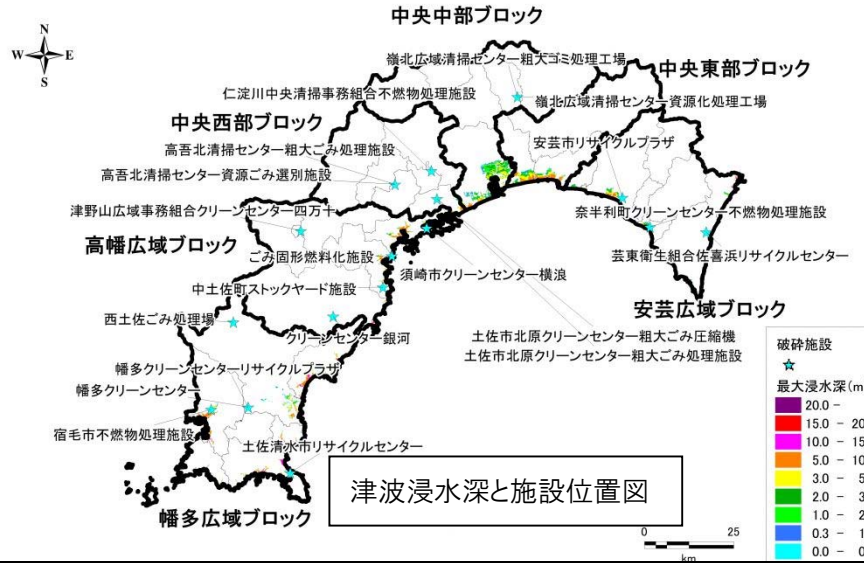 中央中部ブロック
N
W
E
S
嶺北広域清掃センター粗大ゴミ処理工場
中央東部ブロック
仁淀川中央清掃事務組合不燃物処理施設
嶺北広域清掃センター資源化処理工場
中央西部ブロック
安芸市リサイクルプラザ
高吾北清掃センター粗大ごみ処理施設
高吾北清掃センター資源ごみ選別施設
津野山広域事務組合クリーンセンター四万十
奈半利町クリーンセンター不燃物処理施設
高幡広域ブロック
ごみ固形燃料化施設
芸東衛生組合佐喜浜リサイクルセンター
須崎市クリーンセンター横浪
中土佐町ストックヤード施設
安芸広域ブロック
西土佐ごみ処理場
クリーンセンター銀河
土佐市北原クリーンセンター粗大ごみ圧縮機
土佐市北原クリーンセンター粗大ごみ処理施設
幡多クリーンセンターリサイクルプラザ
幡多クリーンセンター
宿毛市不燃物処理施設
土佐清水市リサイクルセンター
幡多広域ブロック
津波浸水深と施設位置図
0 25
km
破砕施設
最大浸水深(m
20.0 -
15.0 - 20
10.0 - 15
5.0 - 10
3.0 - 5
2.0 - 3
1.0 - 2
0.3 - 1
0.0 - 0